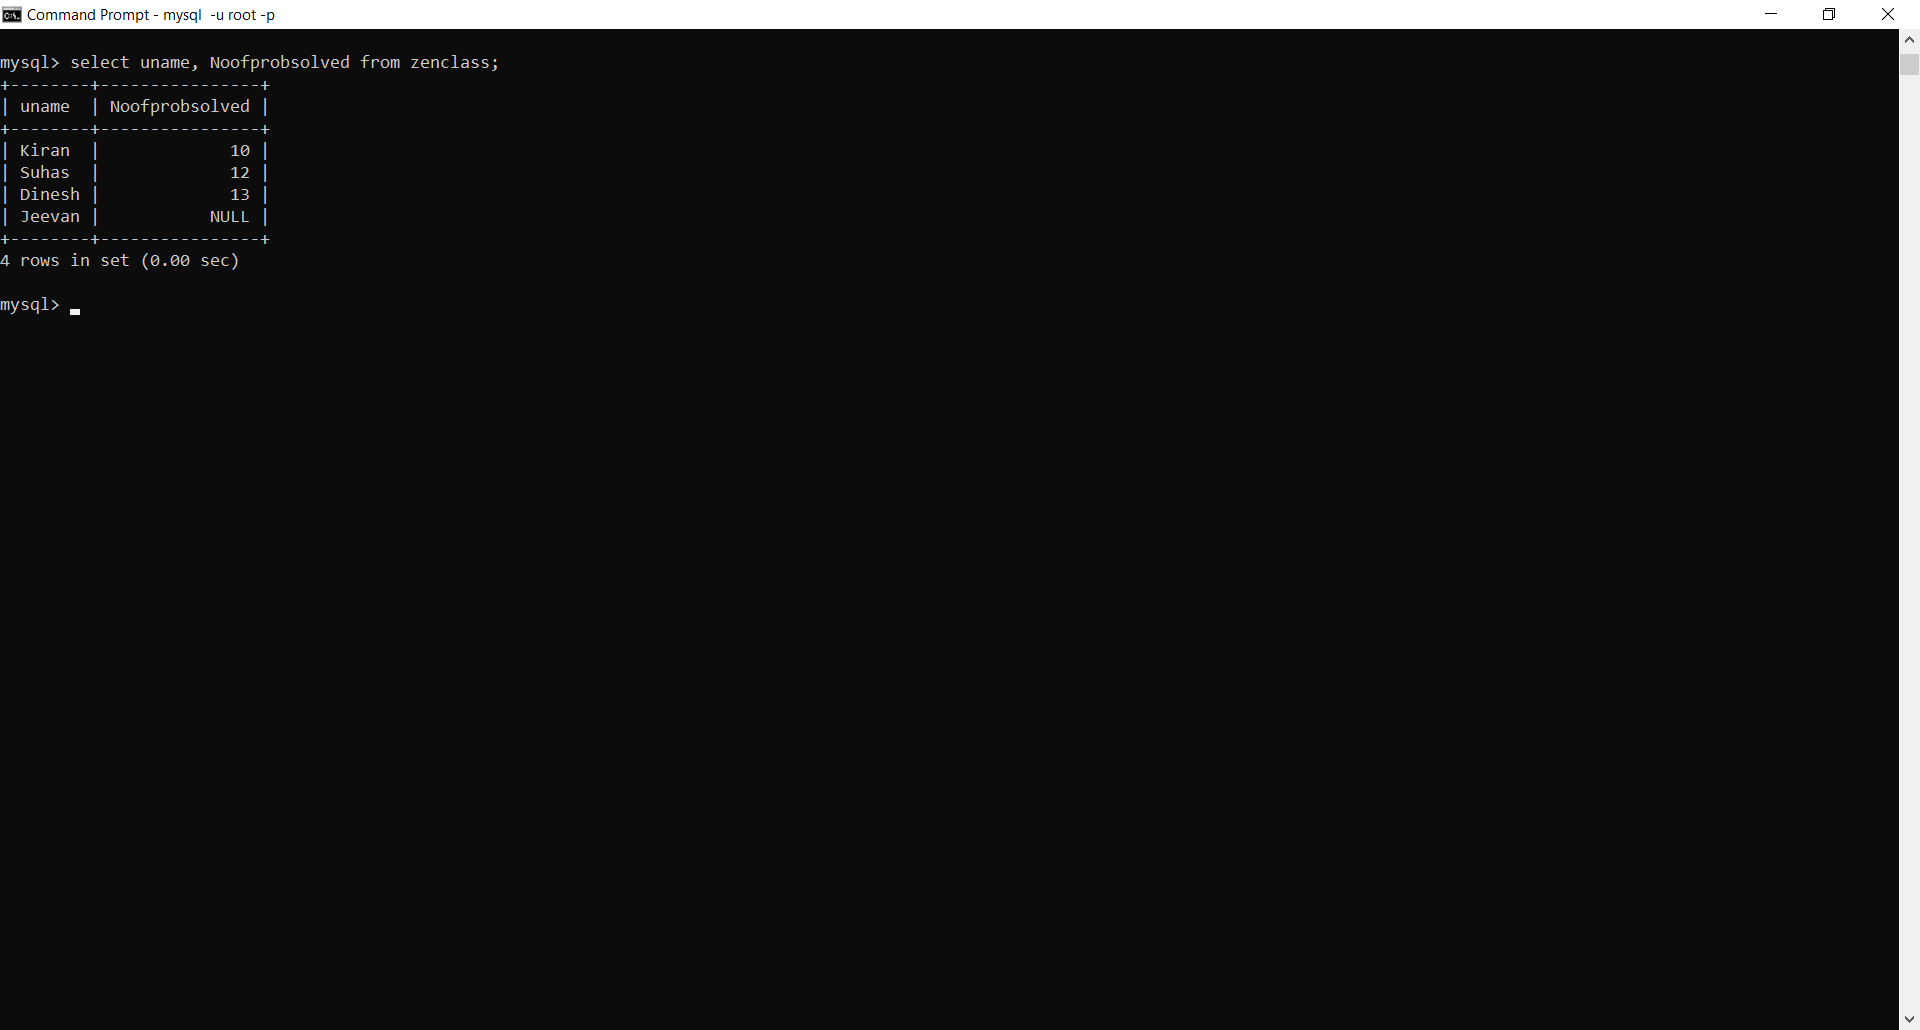 Command Prompt - mysql  -u root -p
mysql> select uname, Noofprobsolved from zenclass;
+--------+----------------+
| uname  | Noofprobsolved |
+--------+----------------+
| Kiran  |             10 |
| Suhas  |             12 |
| Dinesh |             13 |
| Jeevan |           NULL |
+--------+----------------+
4 rows in set (0.00 sec)
mysql>